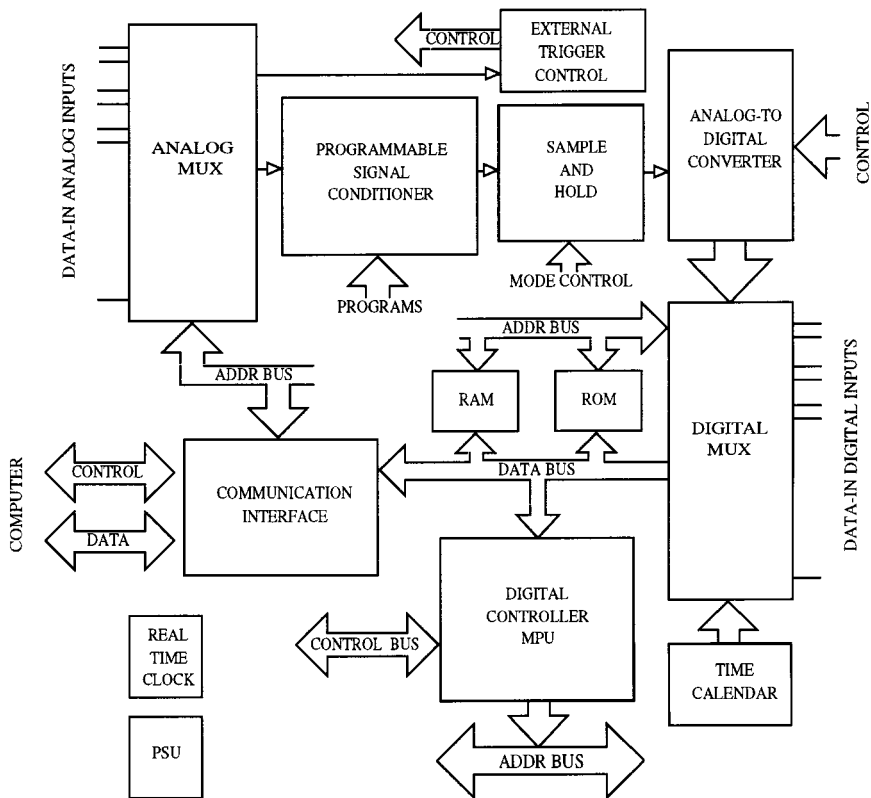 CONTROL
EXTERNAL
TRIGGER
CONTROL
DATA-IN ANALOG INPUTS
ANALOG
MUX
PROGRAMMABLE
SIGNAL
CONDITIONER
SAMPLE
AND
HOLD
ANALOG-TO
DIGITAL
CONVERTER
CONTROL
PROGRAMS
MODE CONTROL
ADDR BUS
ADDR BUS
RAM
ROM
DIGITAL
MUX
DATA-IN DIGITAL INPUTS
COMPUTER
CONTROL
DATA
COMMUNICATION
INTERFACE
DATA BUS
DIGITAL
CONTROLLER
MPU
CONTROL BUS
REAL
TIME
CLOCK
TIME
CALENDAR
PSU
ADDR BUS